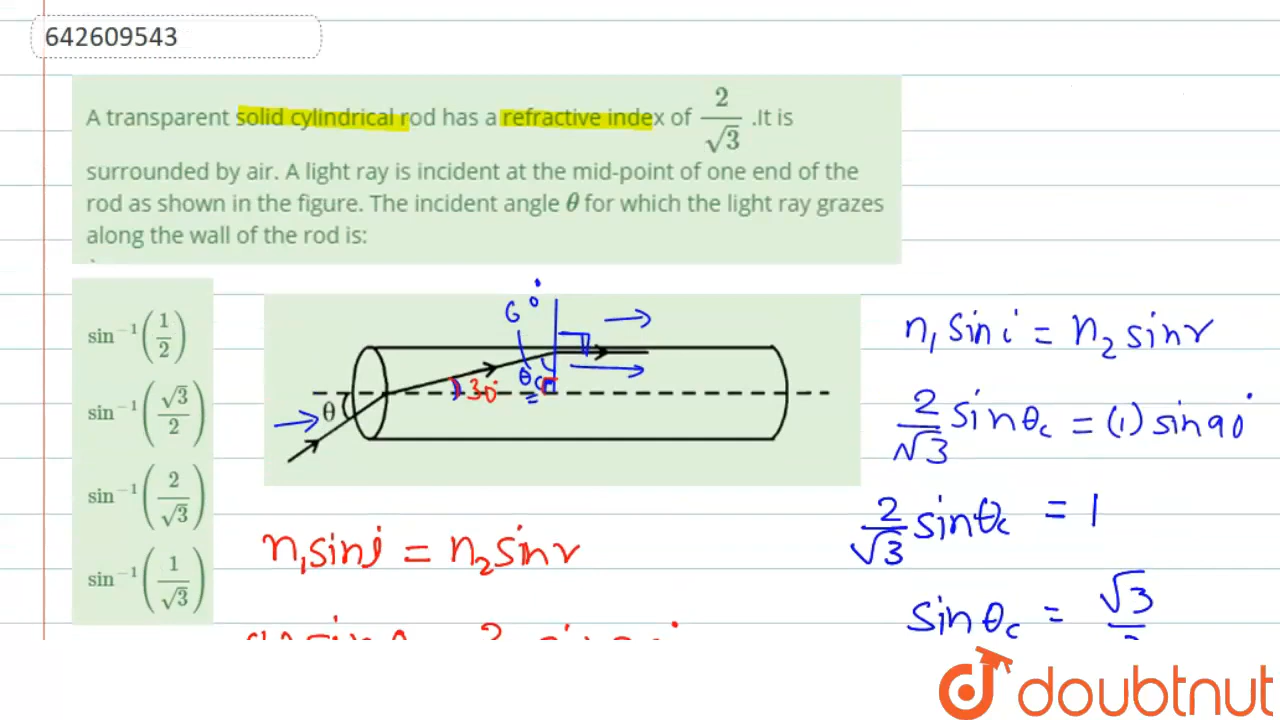 642609543
A transparent solid cylindrical rod has a refractive index of 2/√3 .It is
surrounded by air. A light ray is incident at the mid-point of one end of the
rod as shown in the figure. The incident angle θ for which the light ray grazes
along the wall of the rod is:
sin⁻¹(1/2)
sin⁻¹(√3/2)
sin⁻¹(2/√3)
sin⁻¹(1/√3)
θ
30°
θc
n₁ sin i = n₂ sin r
2/√3 sin θc = (1) sin 90°
2/√3 sin θc = 1
sin θc = √3
n₁ sin i = n₂ sin r
doubtnut